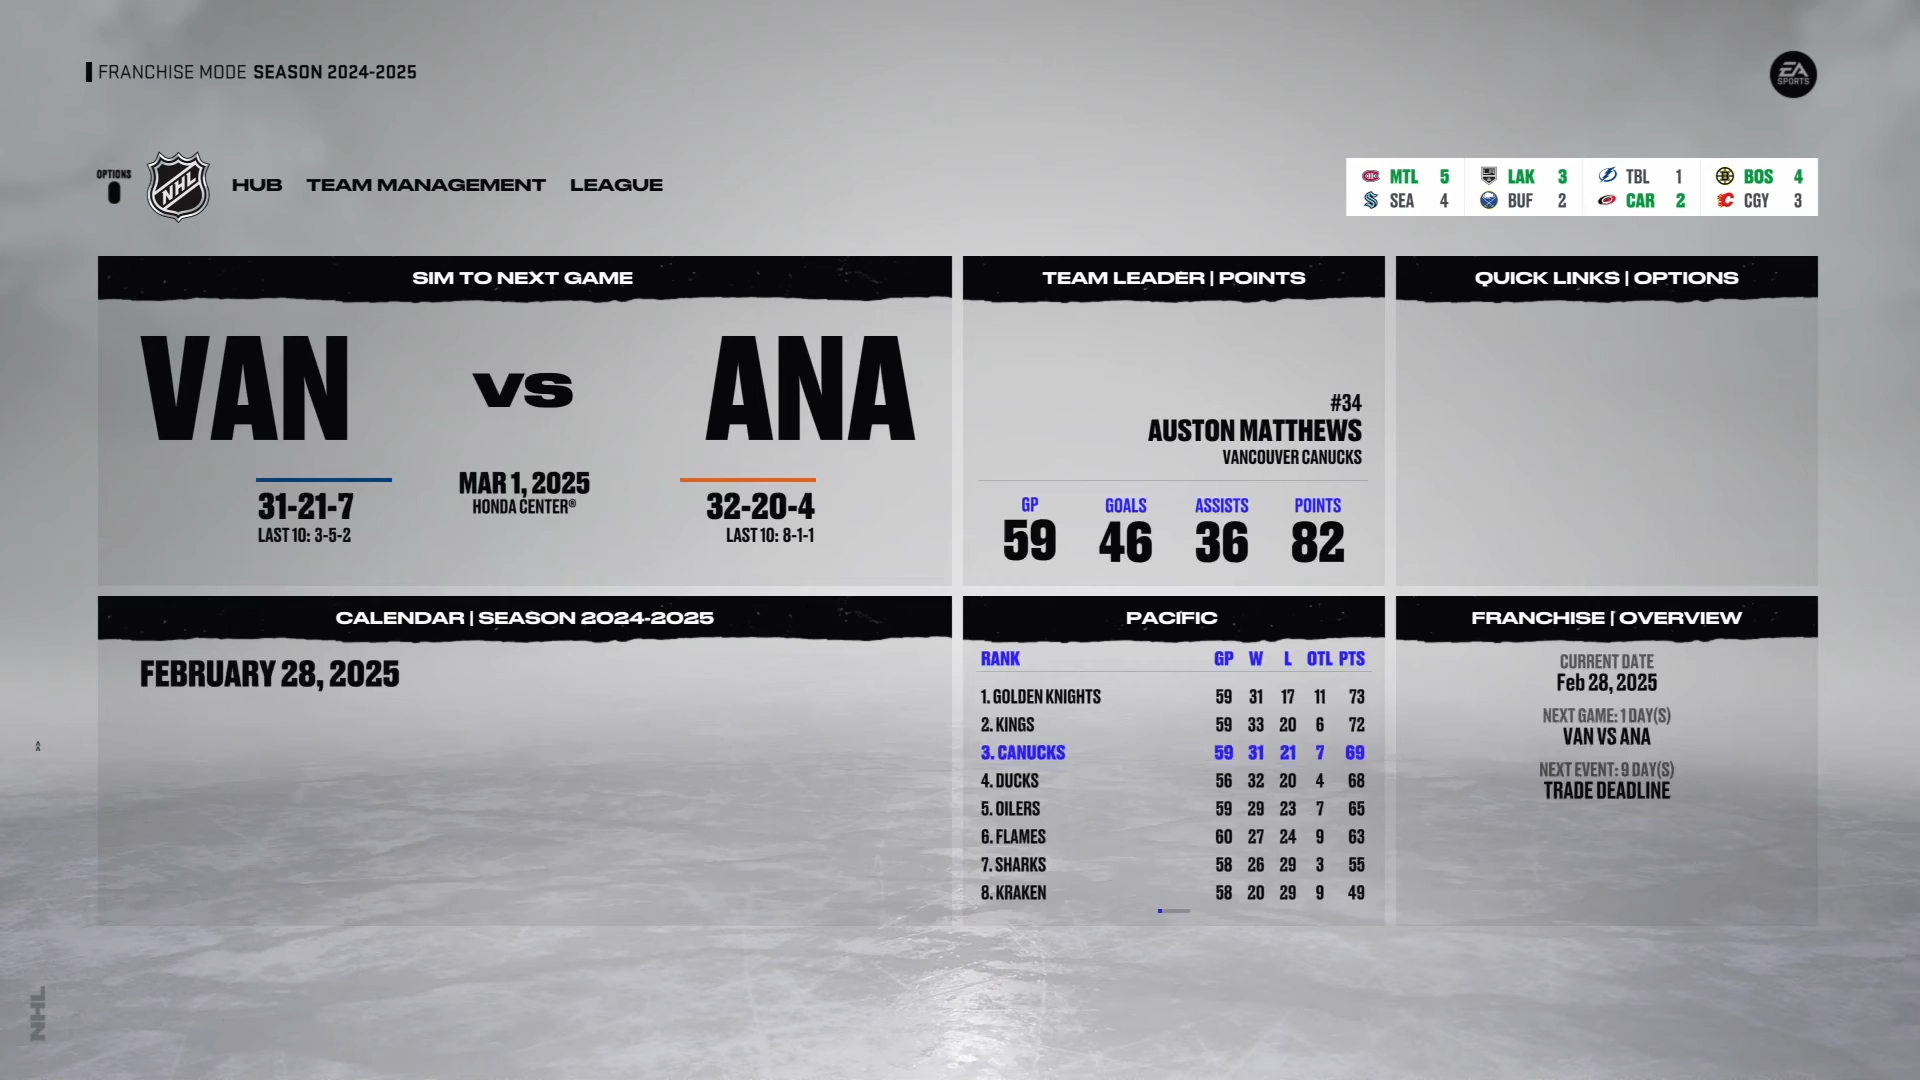 FRANCHISE MODE SEASON 2024-2025
EA SPORTS
OPTIONS
NHL
HUB TEAM MANAGEMENT LEAGUE
MTL 5 LAK 3 TBL 1 BOS 4
SEA 4 BUF 2 CAR 2 CGY 3
SIM TO NEXT GAME
VAN VS ANA
MAR 1, 2025
HONDA CENTER®
31-21-7
LAST 10: 3-5-2
32-20-4
LAST 10: 8-1-1
TEAM LEADER | POINTS
#34
AUSTON MATTHEWS
VANCOUVER CANUCKS
GP GOALS ASSISTS POINTS
59 46 36 82
QUICK LINKS | OPTIONS
CALENDAR | SEASON 2024-2025
FEBRUARY 28, 2025
PACIFIC
RANK GP W L OTL PTS
1. GOLDEN KNIGHTS 59 31 17 11 73
2. KINGS 59 33 20 6 72
3. CANUCKS 59 31 21 7 69
4. DUCKS 56 32 20 4 68
5. OILERS 59 29 23 7 65
6. FLAMES 60 27 24 9 63
7. SHARKS 58 26 29 3 55
8. KRAKEN 58 20 29 9 49
FRANCHISE | OVERVIEW
CURRENT DATE
Feb 28, 2025
NEXT GAME: 1 DAY(S)
VAN VS ANA
NEXT EVENT: 9 DAY(S)
TRADE DEADLINE
NHL